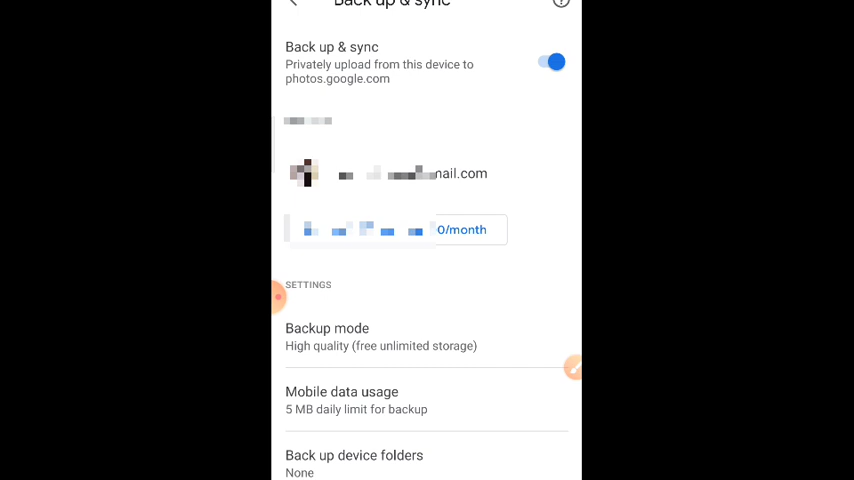 Back up & sync
Back up & sync
Privately upload from this device to
photos.google.com
mail.com
0/month
SETTINGS
Backup mode
High quality (free unlimited storage)
Mobile data usage
5 MB daily limit for backup
Back up device folders
None